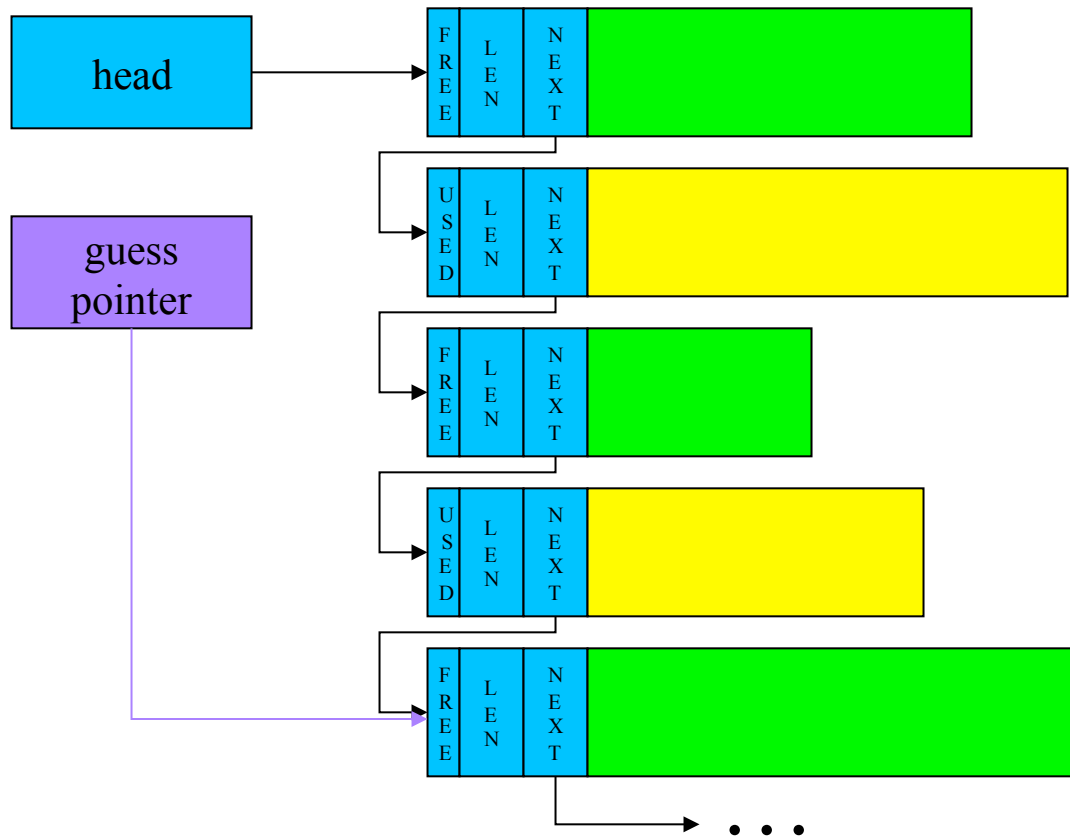 head
FREE LEN NEXT
USED LEN NEXT
guess
pointer
FREE LEN NEXT
USED LEN NEXT
FREE LEN NEXT
. . .